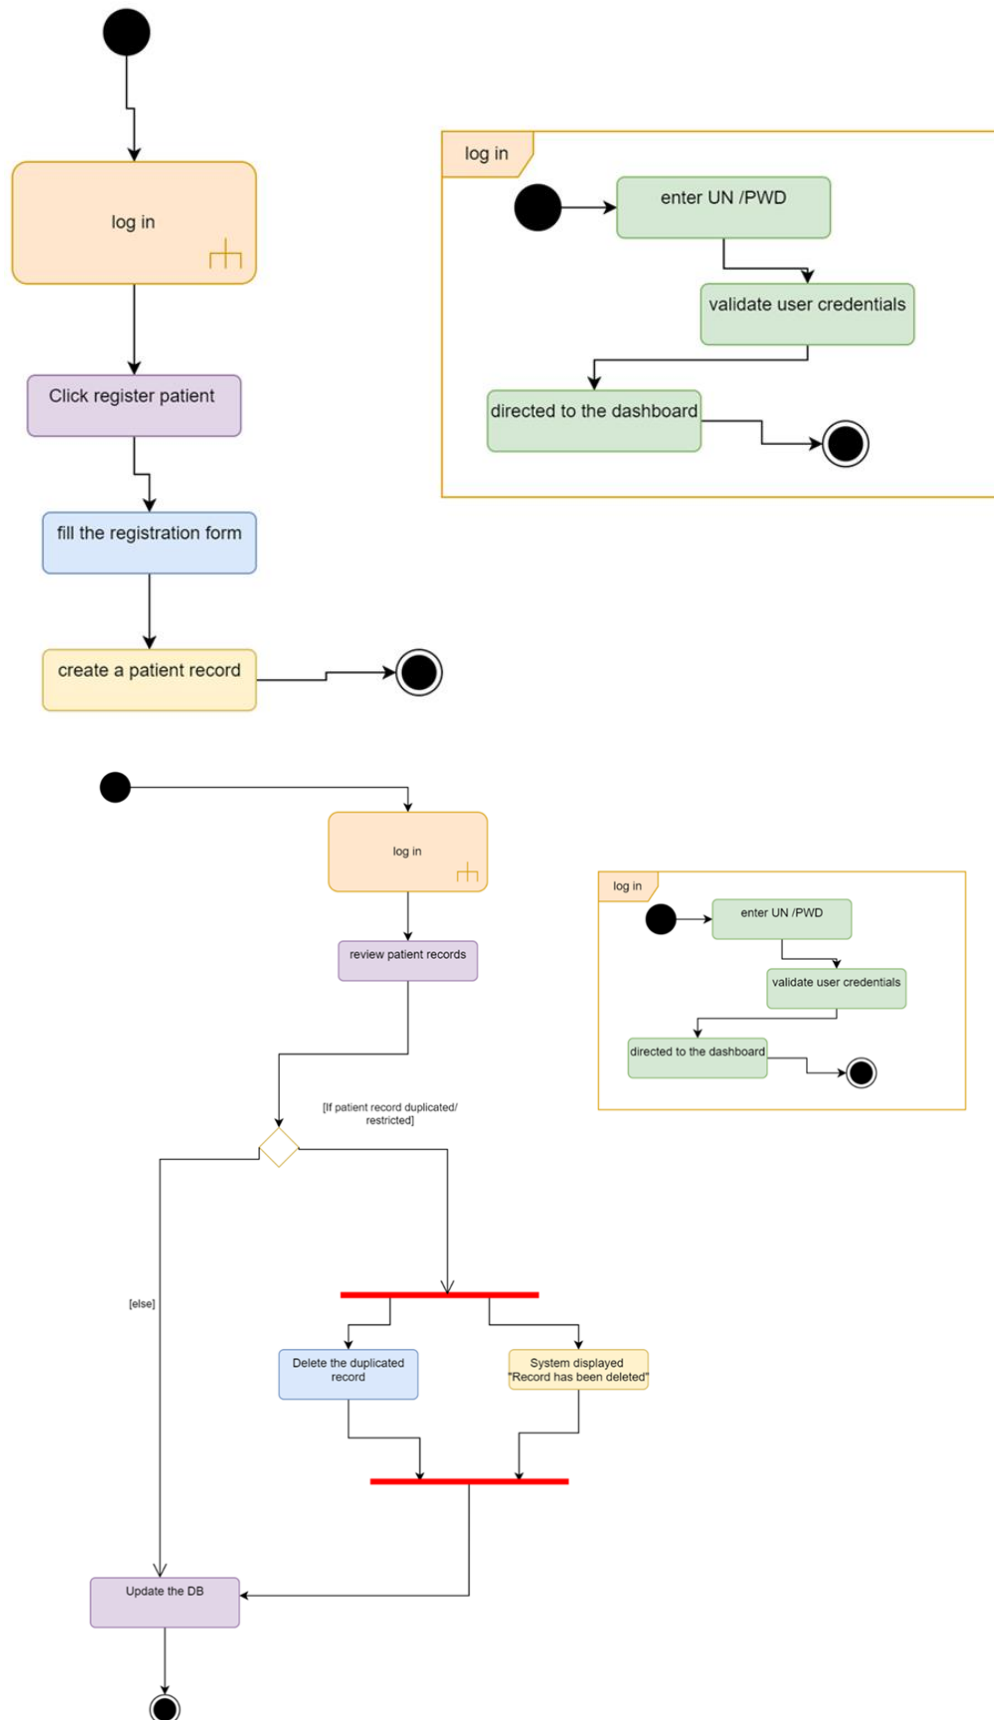 log in
log in
enter UN /PWD
validate user credentials
directed to the dashboard
Click register patient
fill the registration form
create a patient record
log in
review patient records
log in
enter UN /PWD
validate user credentials
directed to the dashboard
[If patient record duplicated/
restricted]
[else]
Delete the duplicated
record
System displayed
"Record has been deleted"
Update the DB